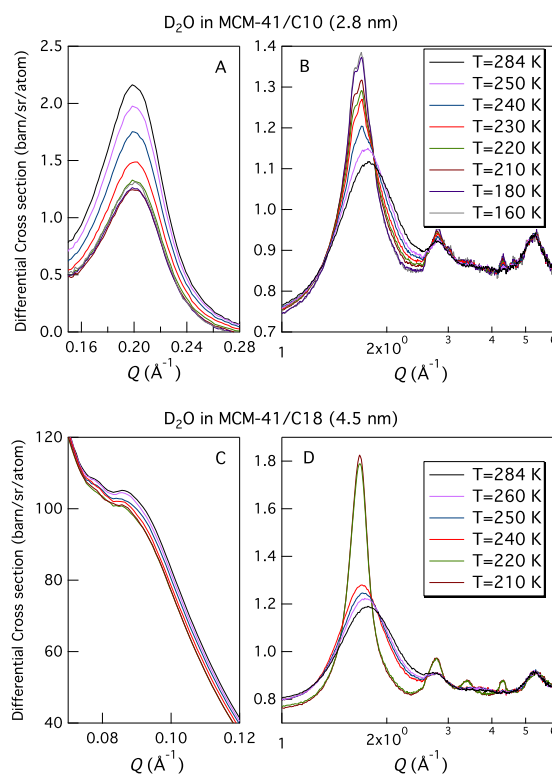 D₂O in MCM-41/C10 (2.8 nm)
Differential Cross section (barn/sr/atom)
2.5
2.0
1.5
1.0
0.5
0.0
A
0.16
0.20
0.24
0.28
Q (Å⁻¹)
1.4
1.3
1.2
1.1
1.0
0.9
0.8
0.7
B
T=284 K
T=250 K
T=240 K
T=230 K
T=220 K
T=210 K
T=180 K
T=160 K
1
2x10⁰
3
4
5
6
Q (Å⁻¹)
D₂O in MCM-41/C18 (4.5 nm)
Differential Cross section (barn/sr/atom)
120
100
80
60
40
C
0.08
0.10
0.12
Q (Å⁻¹)
1.8
1.6
1.4
1.2
1.0
0.8
D
T=284 K
T=260 K
T=250 K
T=240 K
T=220 K
T=210 K
1
2x10⁰
3
4
5
6
Q (Å⁻¹)